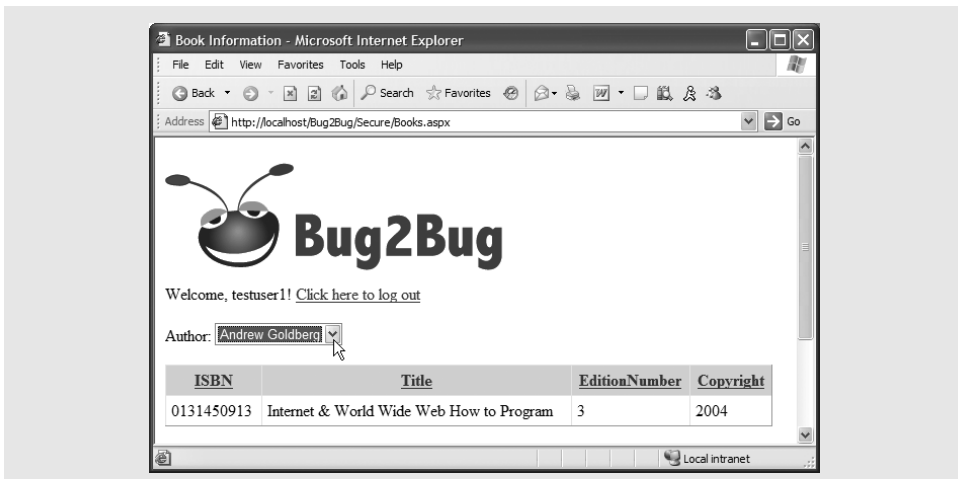 Book Information - Microsoft Internet Explorer
File Edit View Favorites Tools Help
Back Search Favorites
Address http://localhost/Bug2Bug/Secure/Books.aspx Go
Bug2Bug
Welcome, testuser1! Click here to log out
Author: Andrew Goldberg
ISBN Title EditionNumber Copyright
0131450913 Internet & World Wide Web How to Program 3 2004
Local intranet